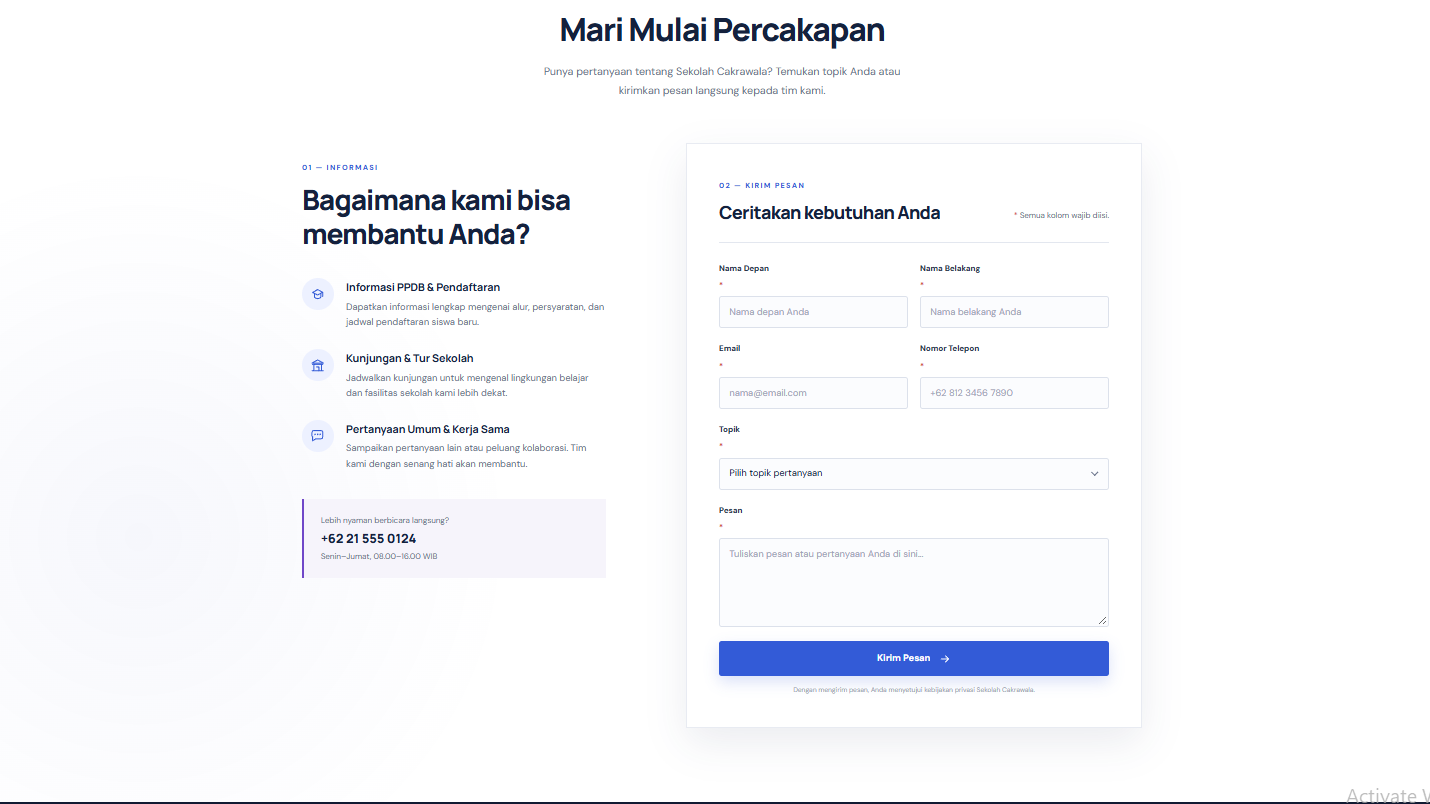 Mari Mulai Percakapan
Punya pertanyaan tentang Sekolah Cakrawala? Temukan topik Anda atau
kirimkan pesan langsung kepada tim kami.
01 — INFORMASI
Bagaimana kami bisa
membantu Anda?
Informasi PPDB & Pendaftaran
Dapatkan informasi lengkap mengenai alur, persyaratan, dan
jadwal pendaftaran siswa baru.
Kunjungan & Tur Sekolah
Jadwalkan kunjungan untuk mengenal lingkungan belajar
dan fasilitas sekolah kami lebih dekat.
Pertanyaan Umum & Kerja Sama
Sampaikan pertanyaan lain atau peluang kolaborasi. Tim
kami dengan senang hati akan membantu.
Lebih nyaman berbicara langsung?
+62 21 555 0124
Senin–Jumat, 08.00–16.00 WIB
02 — KIRIM PESAN
Ceritakan kebutuhan Anda
* Semua kolom wajib diisi.
Nama Depan
*
Nama depan Anda
Nama Belakang
*
Nama belakang Anda
Email
*
nama@email.com
Nomor Telepon
*
+62 812 3456 7890
Topik
*
Pilih topik pertanyaan
Pesan
*
Tuliskan pesan atau pertanyaan Anda di sini...
Kirim Pesan →
Dengan mengirim pesan, Anda menyetujui kebijakan privasi Sekolah Cakrawala.
Activate